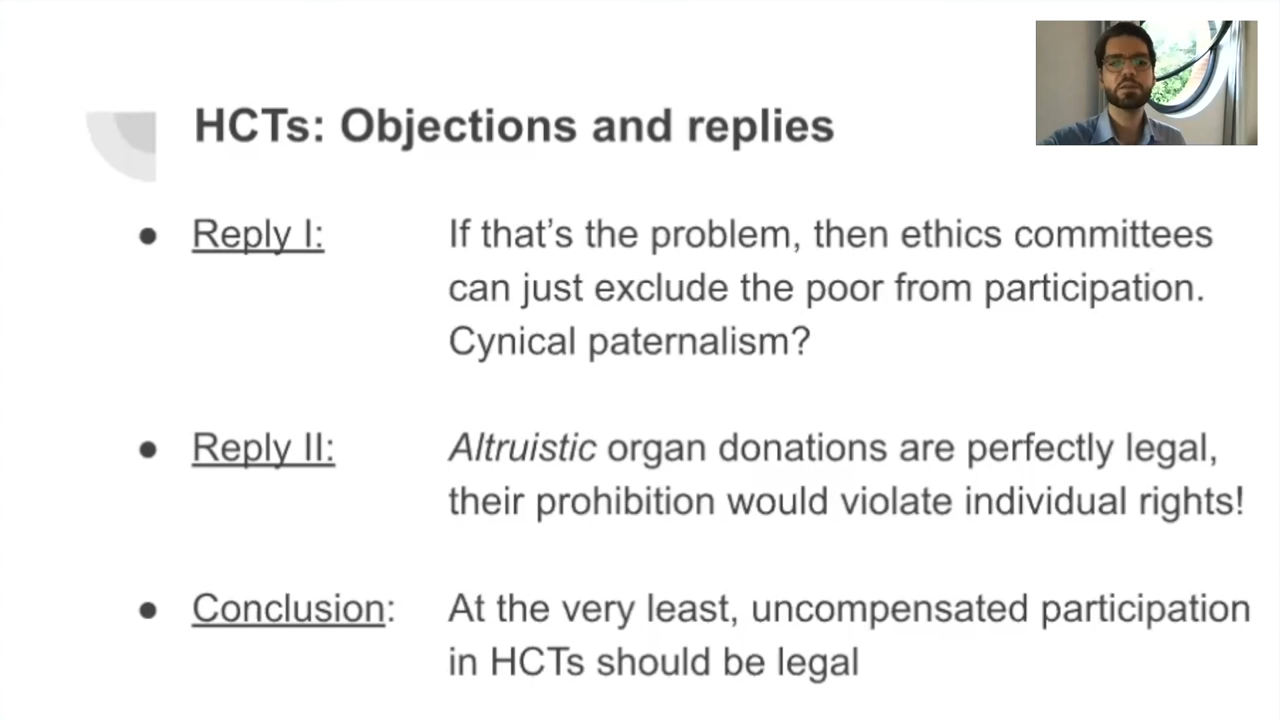 HCTs: Objections and replies
Reply I: If that's the problem, then ethics committees
can just exclude the poor from participation.
Cynical paternalism?
Reply II: Altruistic organ donations are perfectly legal,
their prohibition would violate individual rights!
Conclusion: At the very least, uncompensated participation
in HCTs should be legal